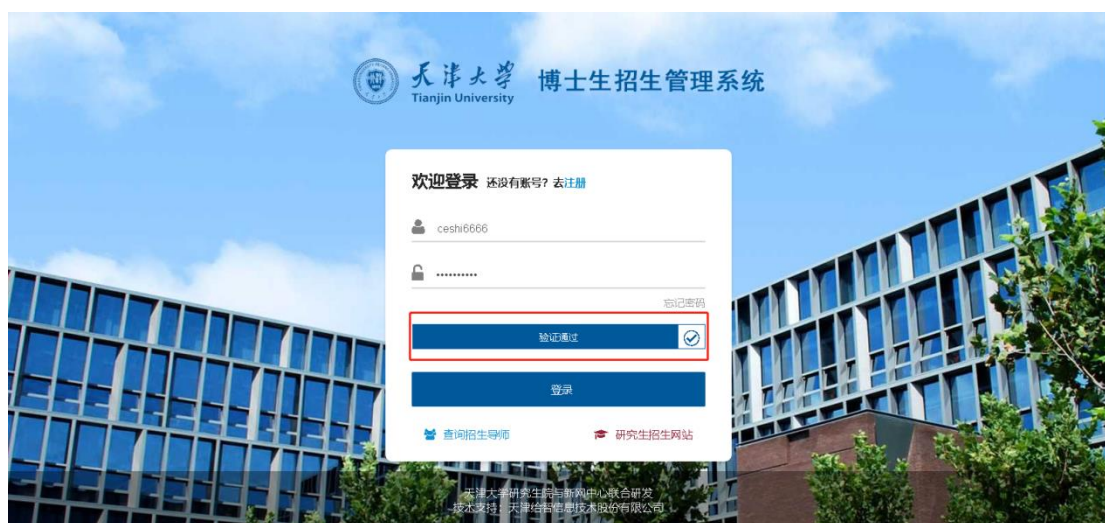 天津大学 博士生招生管理系统
Tianjin University
欢迎登录 还没有账号? 去注册
ceshi6666
··········
忘记密码
验证通过
登录
查询招生导师 研究生招生网站
天津大学研究生院与新网中心联合研发
技术支持：天津给智信息技术股份有限公司